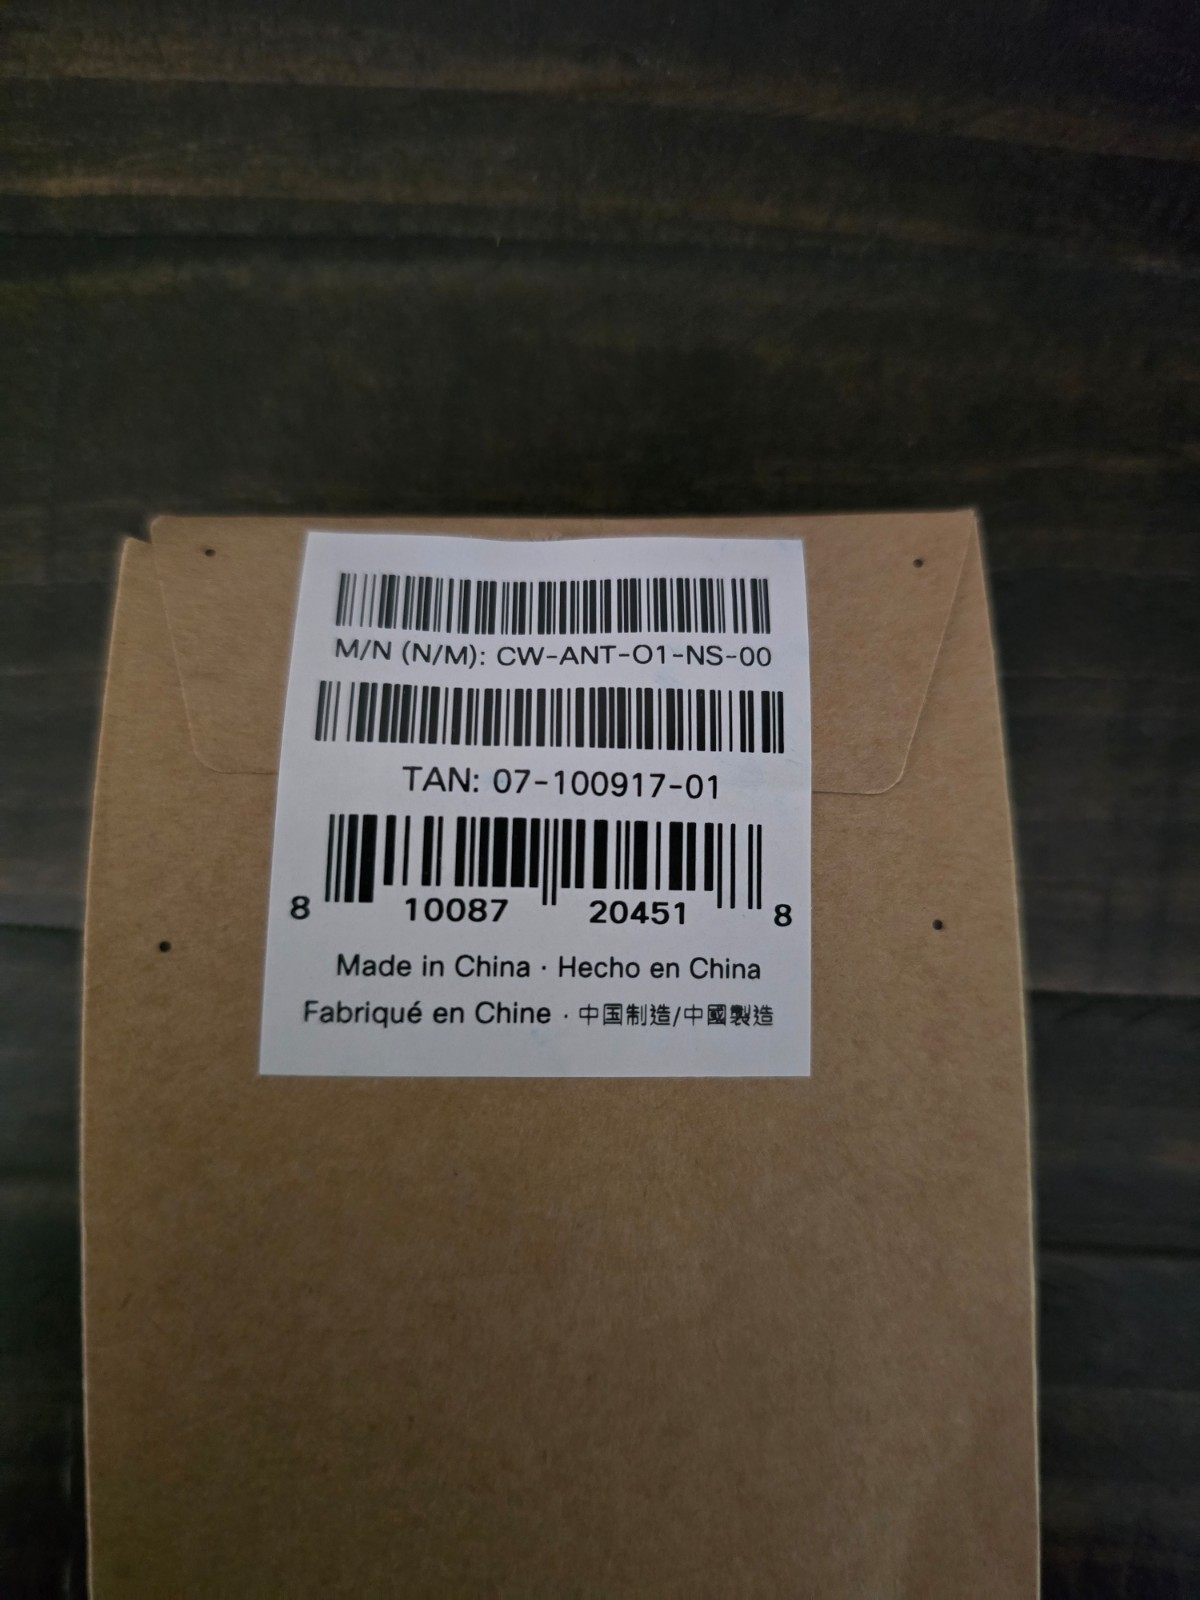 M/N (N/M): CW-ANT-O1-NS-00
TAN: 07-100917-01
8 10087 20451 8
Made in China · Hecho en China
Fabriqué en Chine · 中国制造/中國製造